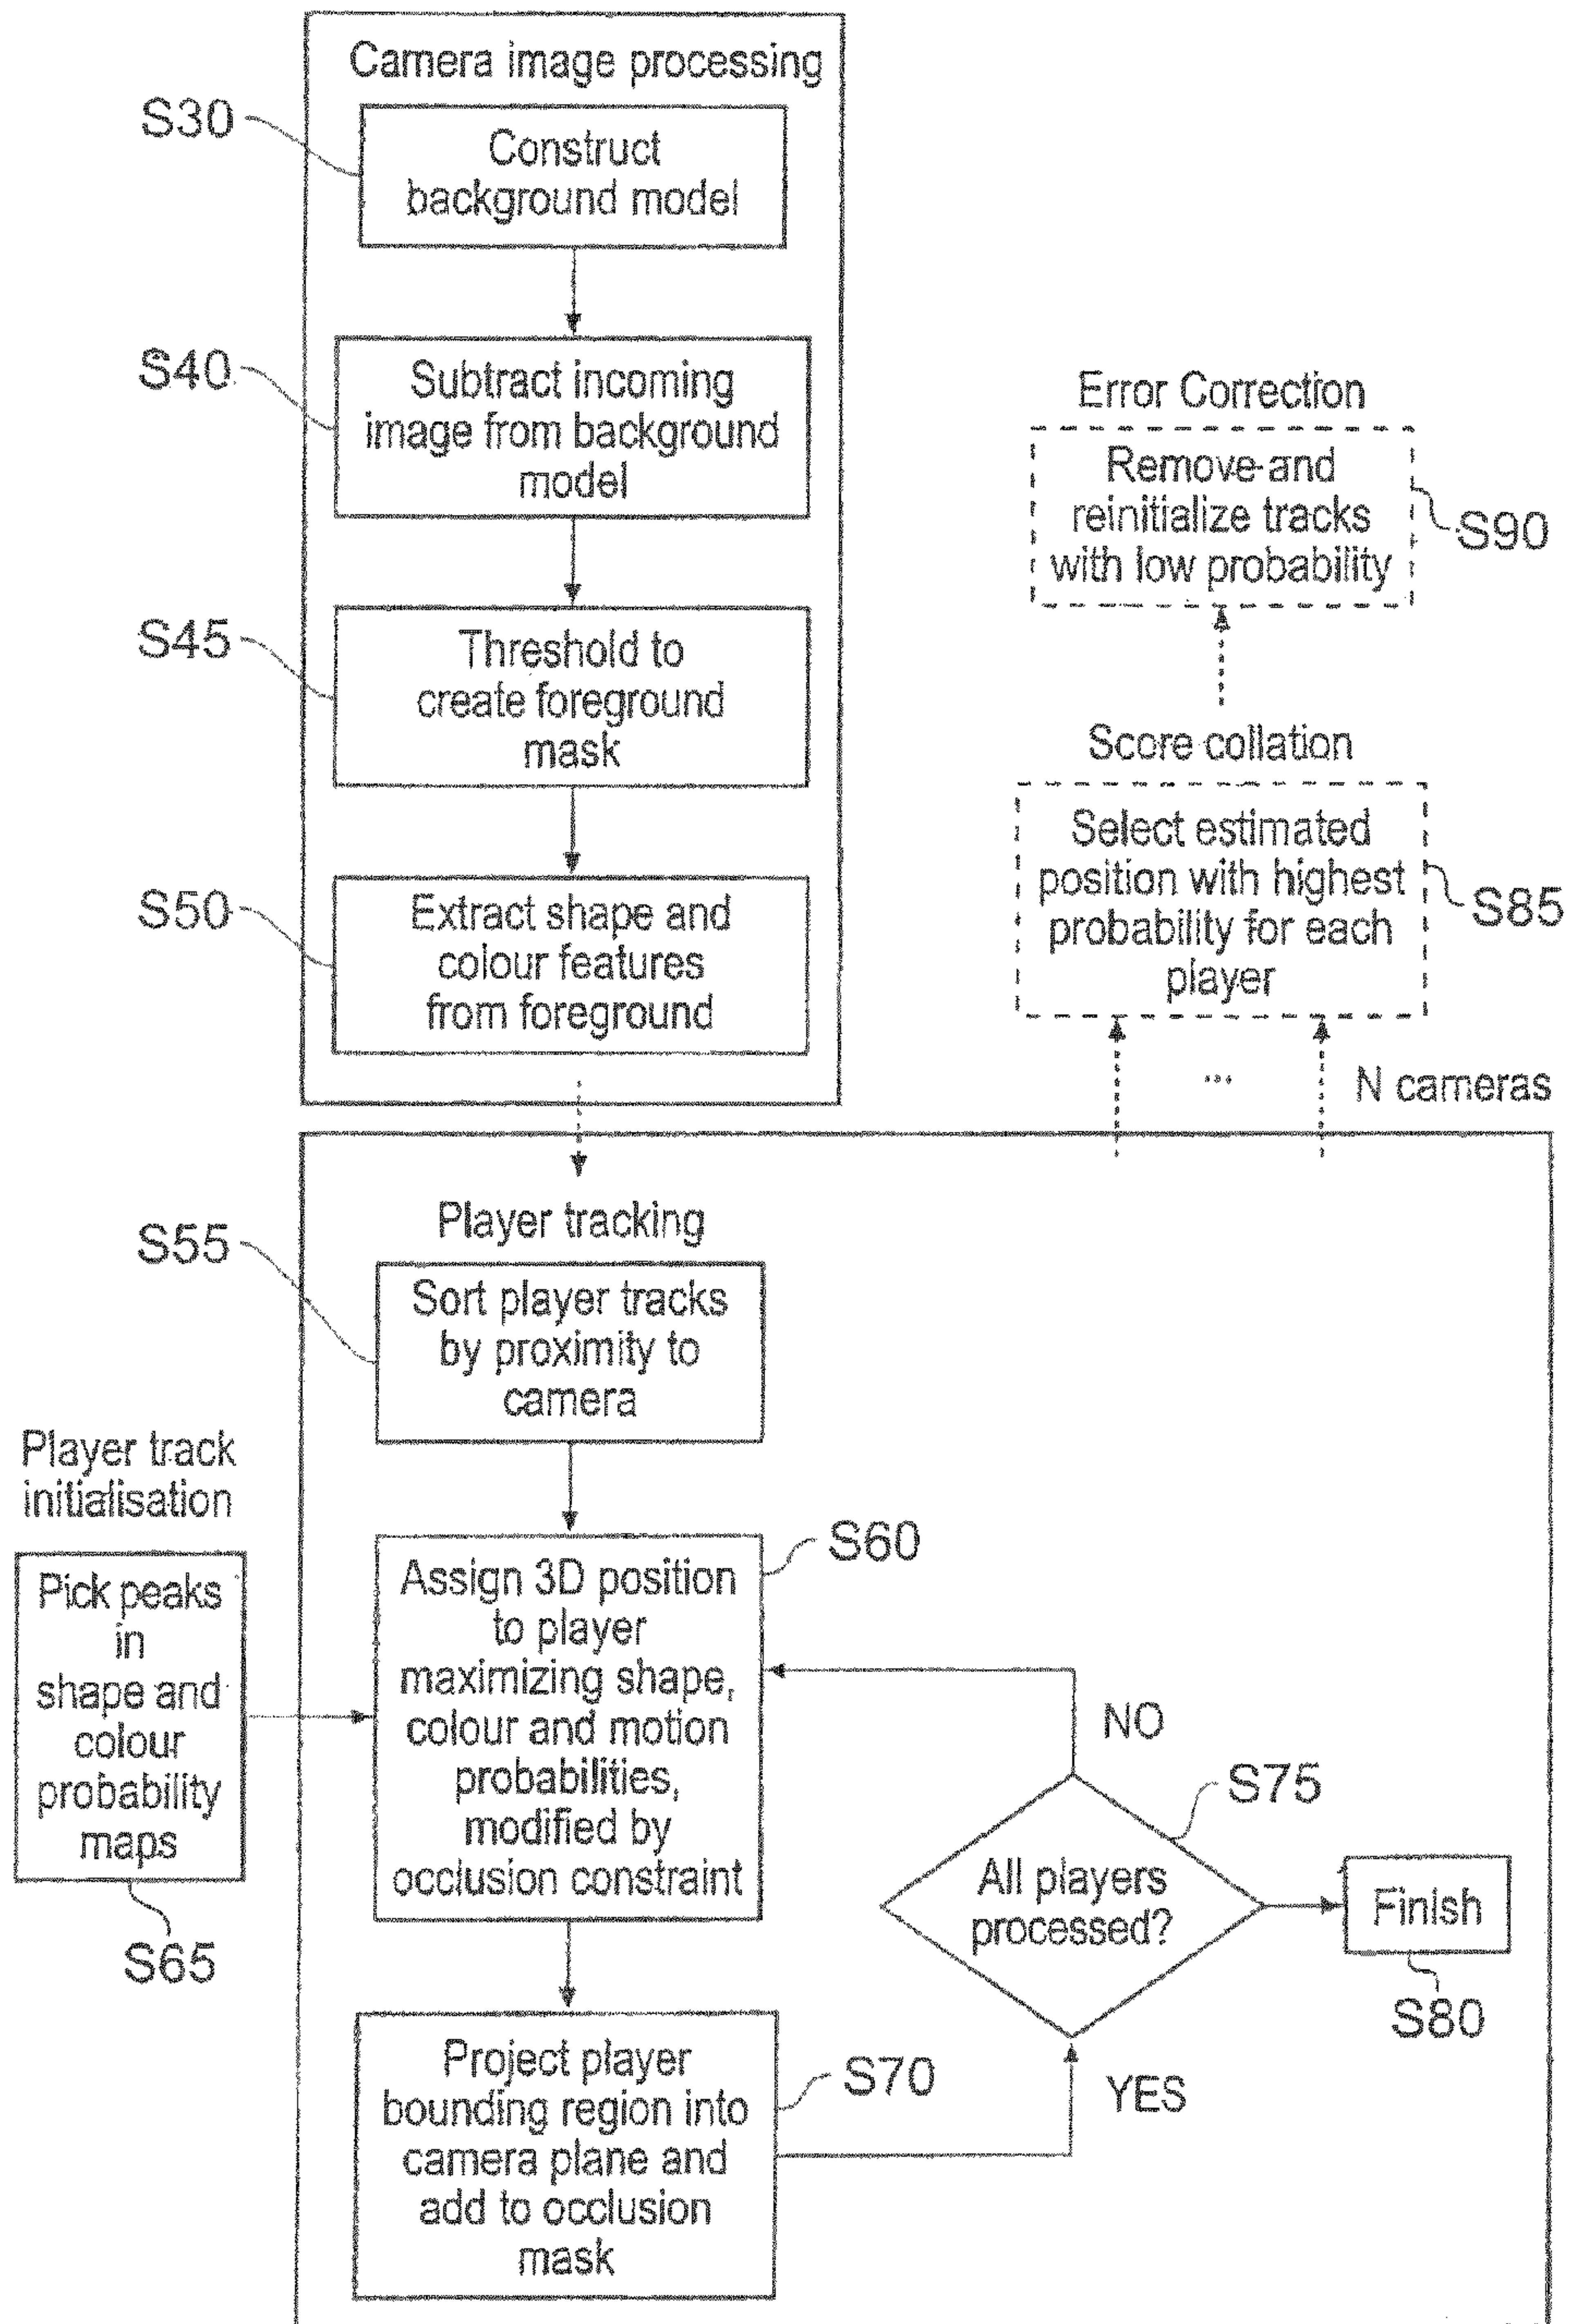 Camera image processing
S30
Construct
background model
S40
Subtract incoming
image from background
model
S45
Threshold to
create foreground
mask
S50
Extract shape and
colour features
from foreground
Error Correction
Remove and
reinitialize tracks
with low probability
S90
Score collation
Select estimated
position with highest
probability for each
player
S85
...
N cameras
Player tracking
S55
Sort player tracks
by proximity to
camera
Player track
initialisation
Pick peaks
in
shape and
colour
probability
maps
S65
S60
Assign 3D position
to player
maximizing shape,
colour and motion
probabilities,
modified by
occlusion constraint
NO
S75
All players
processed?
Finish
S80
YES
S70
Project player
bounding region into
camera plane and
add to occlusion
mask